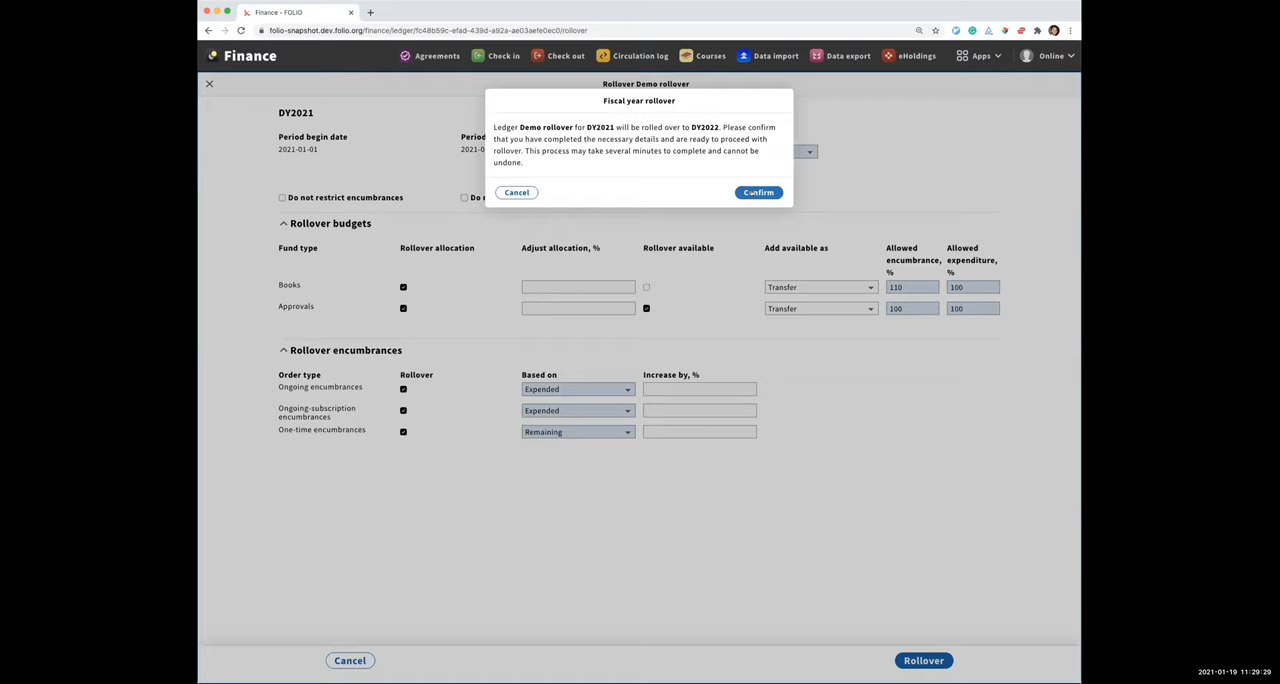 Finance - FOLIO
folio-snapshot.dev.folio.org/finance/ledger/fc48b59c-efad-439d-a92a-ae03aefe0ec0/rollover
Finance
Agreements
Check in
Check out
Circulation log
Courses
Data import
Data export
eHoldings
Apps
Online
Rollover Demo rollover
Fiscal year rollover
Ledger Demo rollover for DY2021 will be rolled over to DY2022. Please confirm
that you have completed the necessary details and are ready to proceed with
rollover. This process may take several minutes to complete and cannot be
undone.
Cancel
Confirm
DY2021
Period begin date
2021-01-01
Period
2021-0
Do not restrict encumbrances
Do
Rollover budgets
Fund type
Rollover allocation
Adjust allocation, %
Rollover available
Add available as
Allowed
encumbrance,
%
Allowed
expenditure,
%
Books
Transfer
110
100
Approvals
Transfer
100
100
Rollover encumbrances
Order type
Rollover
Based on
Increase by, %
Ongoing encumbrances
Expended
Ongoing-subscription
encumbrances
Expended
One-time encumbrances
Remaining
Cancel
Rollover
2021-01-19 11:29:29